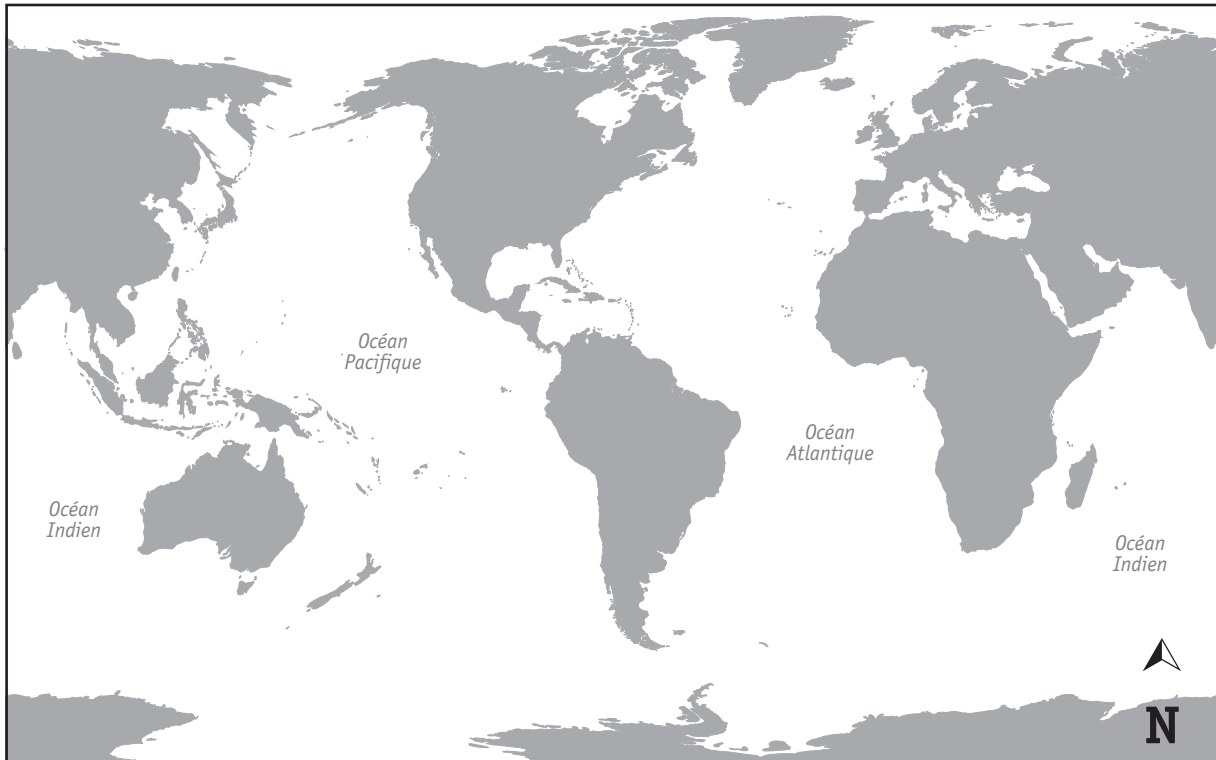 Océan
Pacifique
Océan
Atlantique
Océan
Indien
Océan
Indien
N